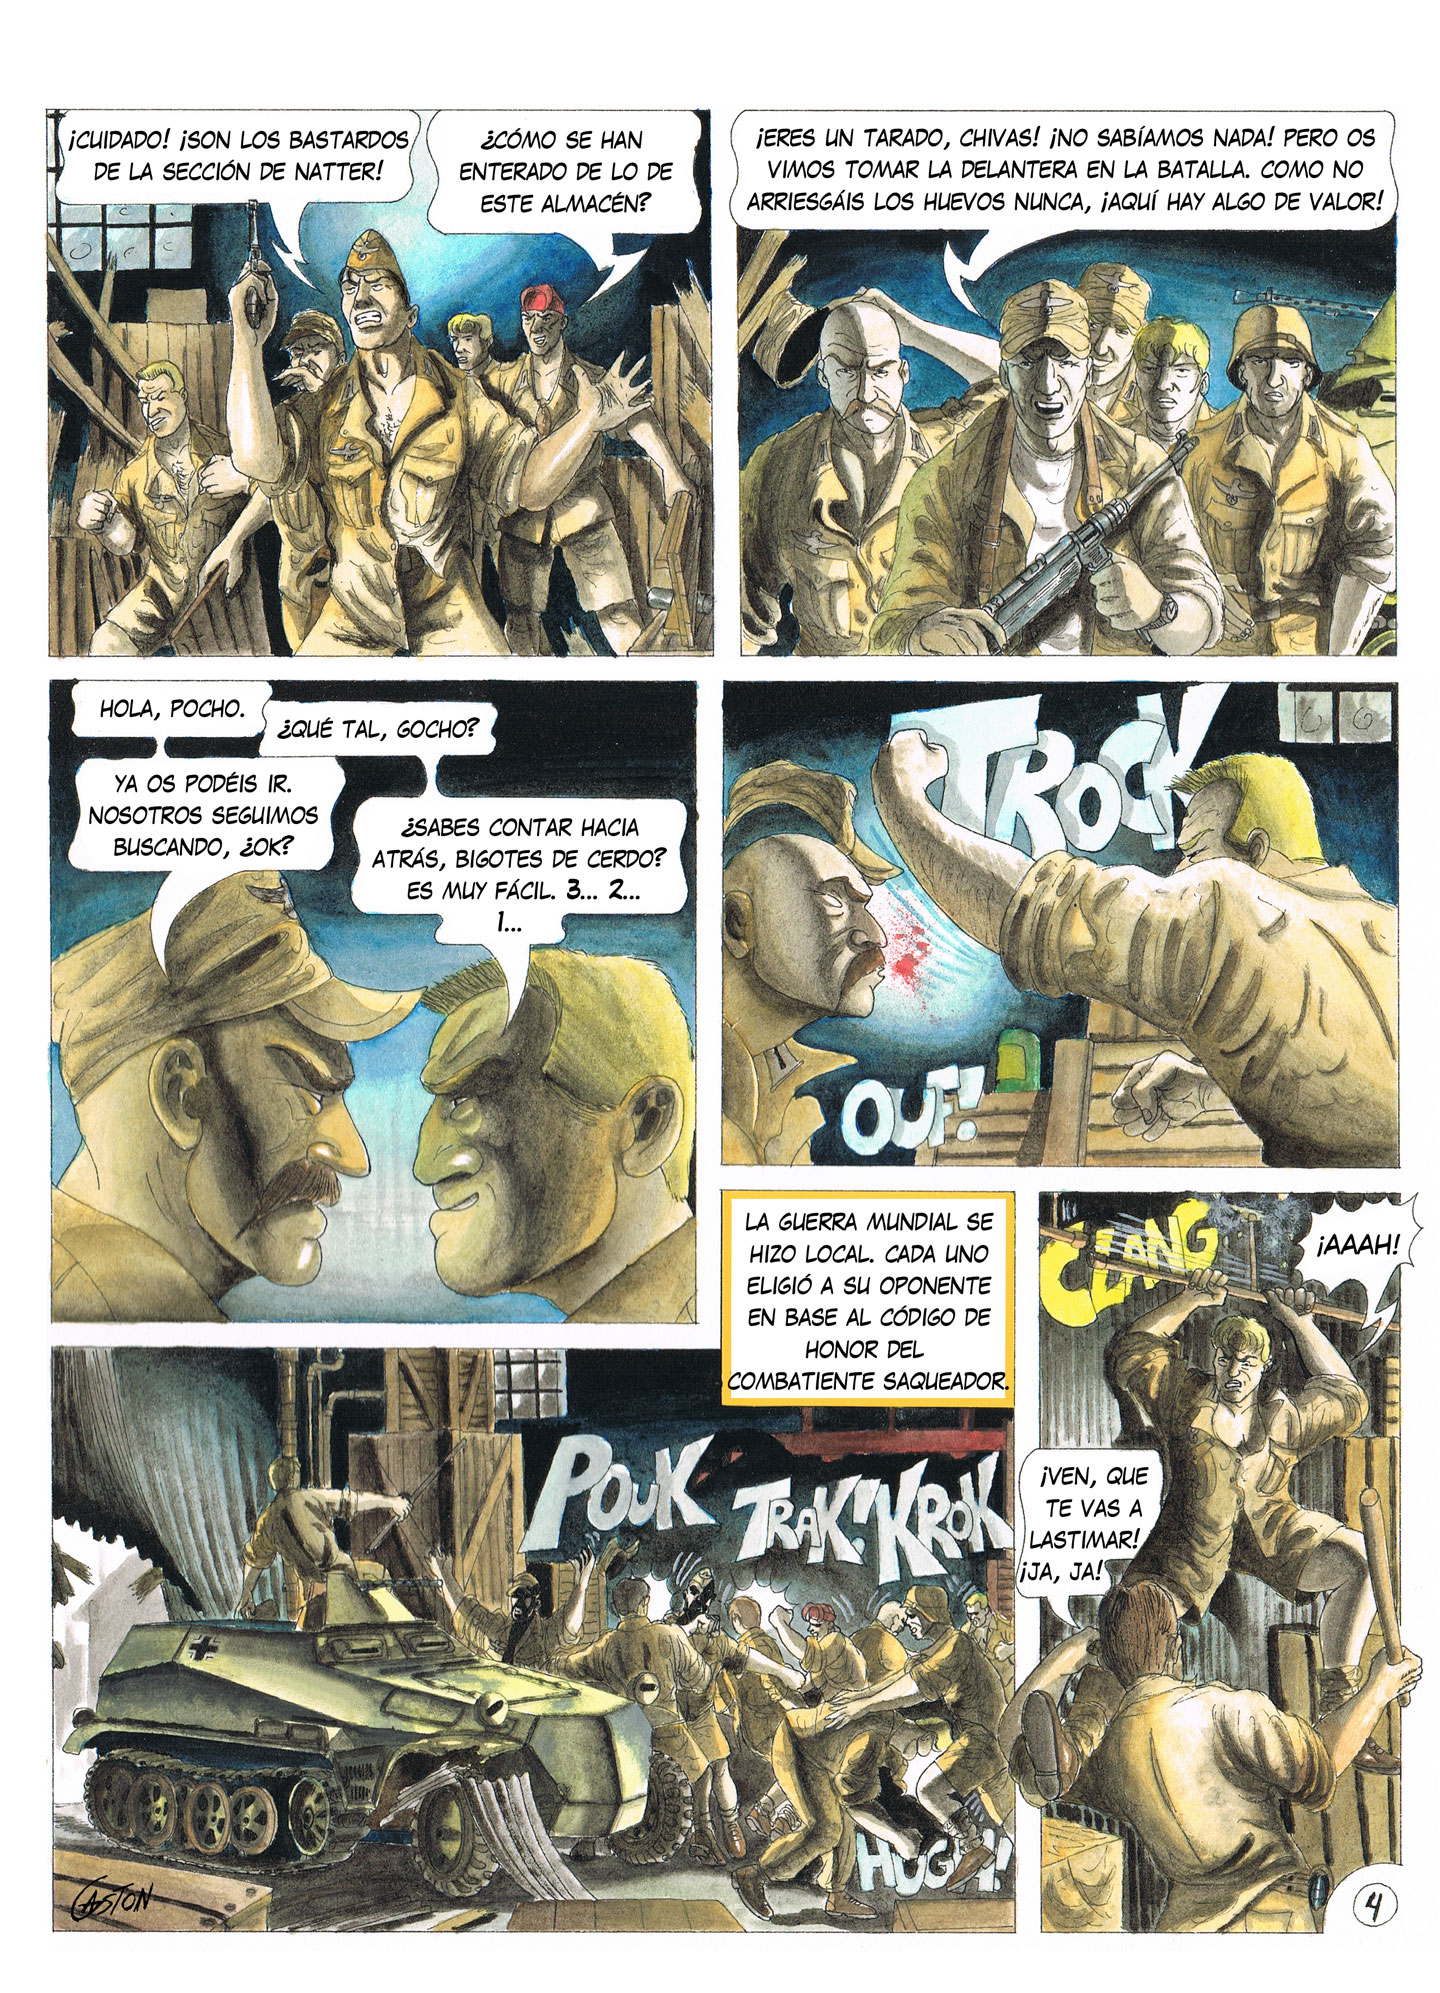 ¡CUIDADO! ¡SON LOS BASTARDOS
DE LA SECCIÓN DE NATTER!
¿CÓMO SE HAN
ENTERADO DE LO DE
ESTE ALMACÉN?
¡ERES UN TARADO, CHIVAS! ¡NO SABÍAMOS NADA! PERO OS
VIMOS TOMAR LA DELANTERA EN LA BATALLA. COMO NO
ARRIESGÁIS LOS HUEVOS NUNCA, ¡AQUÍ HAY ALGO DE VALOR!
HOLA, POCHO.
¿QUÉ TAL, GOCHO?
YA OS PODÉIS IR.
NOSOTROS SEGUIMOS
BUSCANDO, ¿OK?
¿SABES CONTAR HACIA
ATRÁS, BIGOTES DE CERDO?
ES MUY FÁCIL. 3... 2...
1...
TROCK
OUF!
LA GUERRA MUNDIAL SE
HIZO LOCAL. CADA UNO
ELIGIÓ A SU OPONENTE
EN BASE AL CÓDIGO DE
HONOR DEL
COMBATIENTE SAQUEADOR.
POUK
TRAK! KROK
HUGH!
CLANG
¡AAAH!
¡VEN, QUE
TE VAS A
LASTIMAR!
¡JA, JA!
GASTON
4